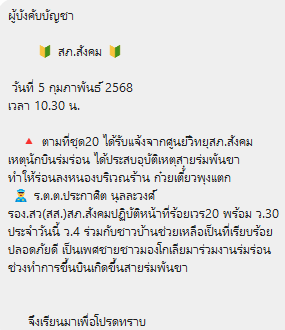 ผู้บังคับบัญชา
🔰 สภ.สังคม 🔰
วันที่ 5 กุมภาพันธ์ 2568
เวลา 10.30 น.
🔺 ตามที่ชุด20 ได้รับแจ้งจากศูนย์วิทยุสภ.สังคม
เหตุนักบินร่มร่อน ได้ประสบอุบัติเหตุสายร่มพันขา
ทำให้ร่อนลงหนองบริเวณร้าน ก๋วยเตี๋ยวพุงแตก
👮 ร.ต.ต.ประกาศิต นุลละวงศ์
รอง.สว(สส.)สภ.สังคมปฏิบัติหน้าที่ร้อยเวร20 พร้อม ว.30
ประจำวันนี้ ว.4 ร่วมกับชาวบ้านช่วยเหลือเป็นที่เรียบร้อย
ปลอดภัยดี เป็นเพศชายชาวมองโกเลียมาร่วมงานร่มร่อน
ช่วงทำการขึ้นบินเกิดขึ้นสายร่มพันขา
จึงเรียนมาเพื่อโปรดทราบ